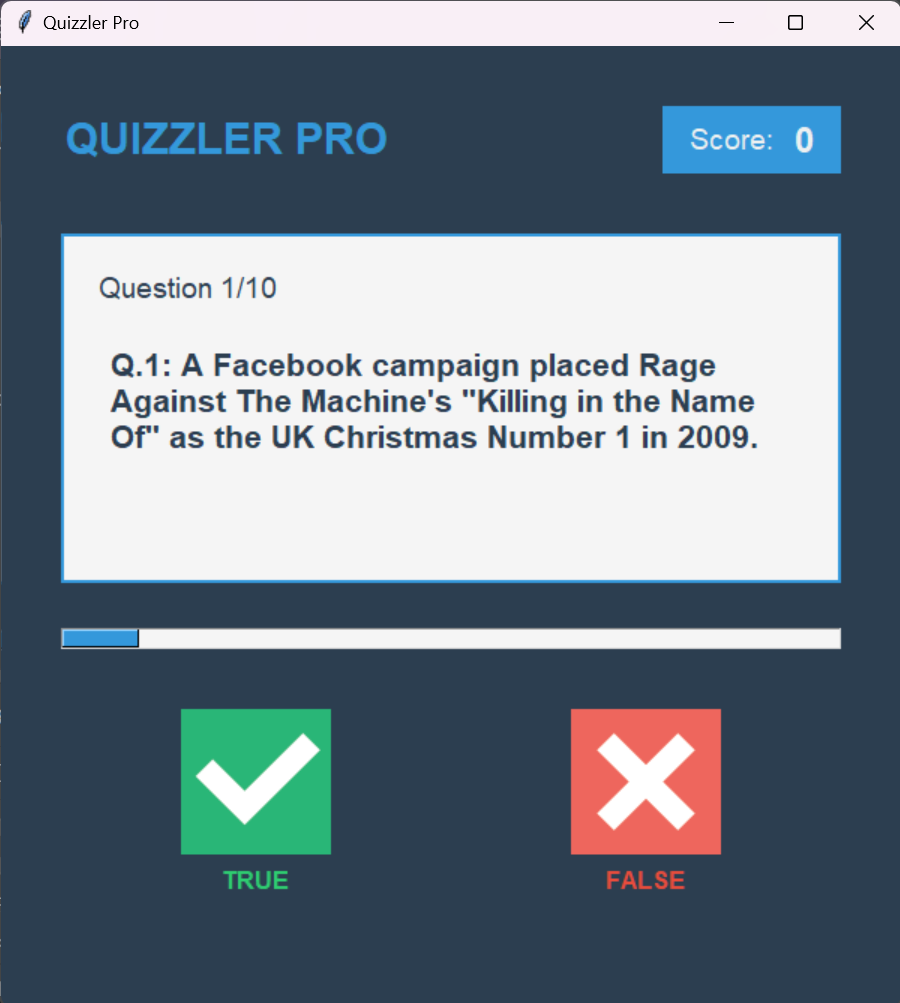 Quizzler Pro
QUIZZLER PRO
Score: 0
Question 1/10
Q.1: A Facebook campaign placed Rage
Against The Machine's "Killing in the Name
Of" as the UK Christmas Number 1 in 2009.
TRUE
FALSE